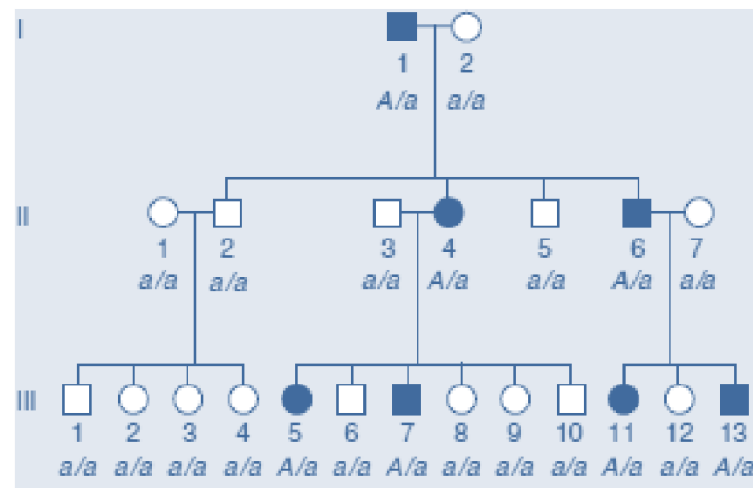 I
1 2
A/a a/a
II
1 2 3 4 5 6 7
a/a a/a a/a A/a a/a A/a a/a
III
1 2 3 4 5 6 7 8 9 10 11 12 13
a/a a/a a/a a/a A/a a/a A/a a/a a/a a/a A/a a/a A/a